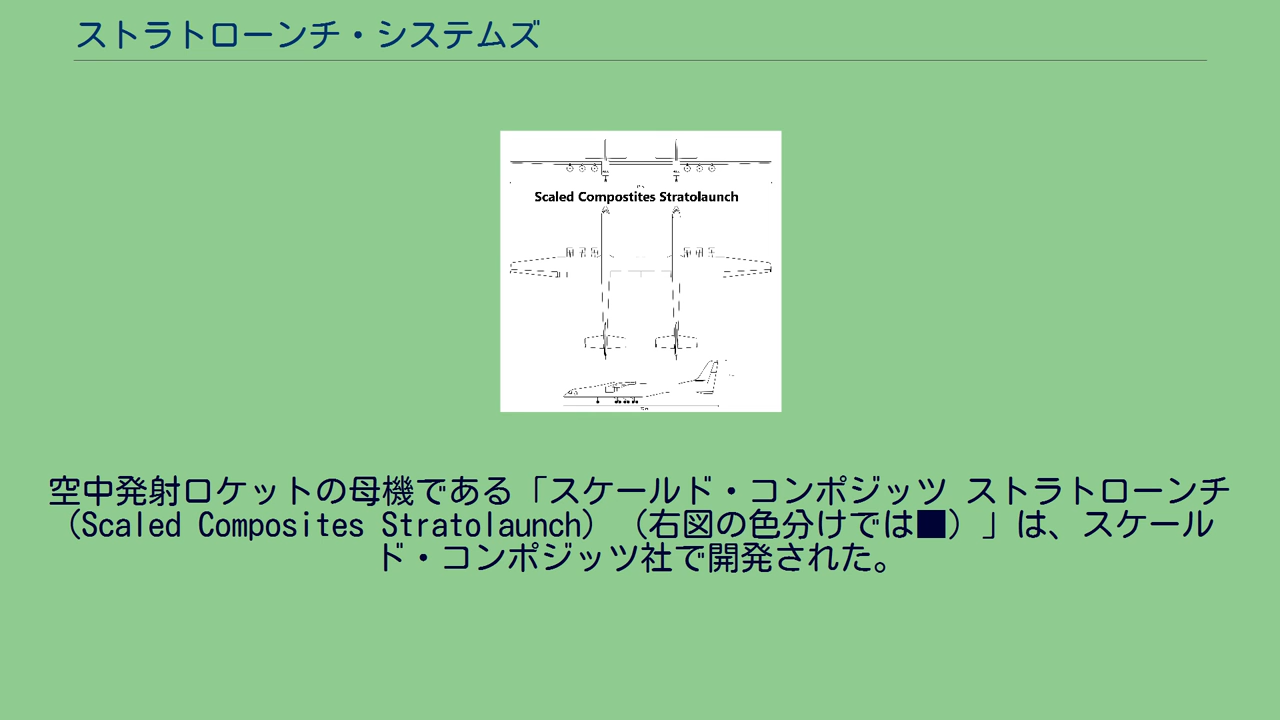 ストラトローンチ・システムズ
Scaled Compostites Stratolaunch
空中発射ロケットの母機である「スケールド・コンポジッツ ストラトローンチ
（Scaled Composites Stratolaunch）（右図の色分けでは■）」は、スケール
ド・コンポジッツ社で開発された。